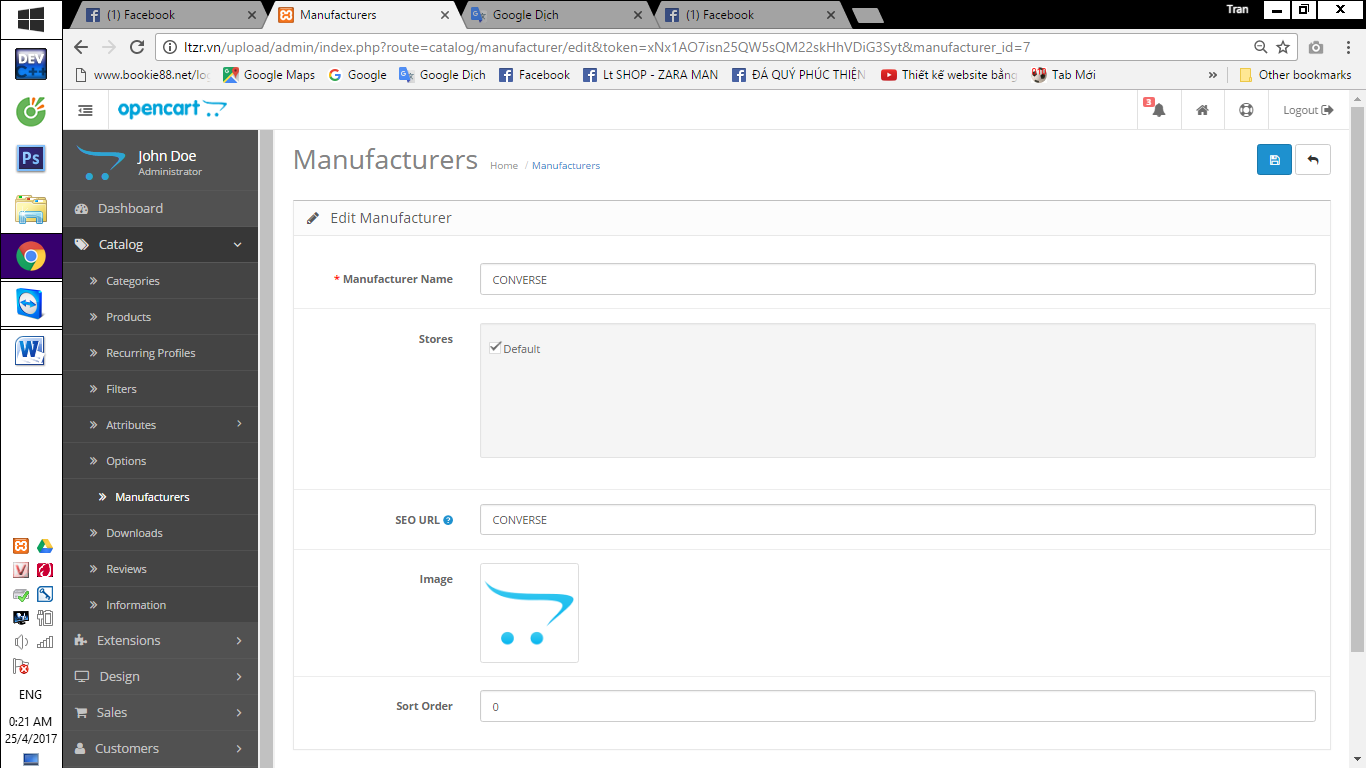 (1) Facebook
Manufacturers
Google Dịch
(1) Facebook
Tran
ltzr.vn/upload/admin/index.php?route=catalog/manufacturer/edit&token=xNx1AO7isn25QW5sQM22skHhVDiG3Syt&manufacturer_id=7
www.bookie88.net/
Google Maps
Google
Google Dịch
Facebook
Lt SHOP - ZARA MAN
ĐÁ QUÝ PHÚC THIỆN
Thiết kế website bằng
Tab Mới
Other bookmarks
DEV
C++
Ps
opencart
3
Logout
John Doe
Administrator
Manufacturers
Home / Manufacturers
Dashboard
Catalog
Categories
Products
Recurring Profiles
Filters
Attributes
Options
Manufacturers
Downloads
Reviews
Information
Extensions
Design
Sales
Customers
Edit Manufacturer
* Manufacturer Name
CONVERSE
Stores
Default
SEO URL
CONVERSE
Image
Sort Order
0
ENG
0:21 AM
25/4/2017